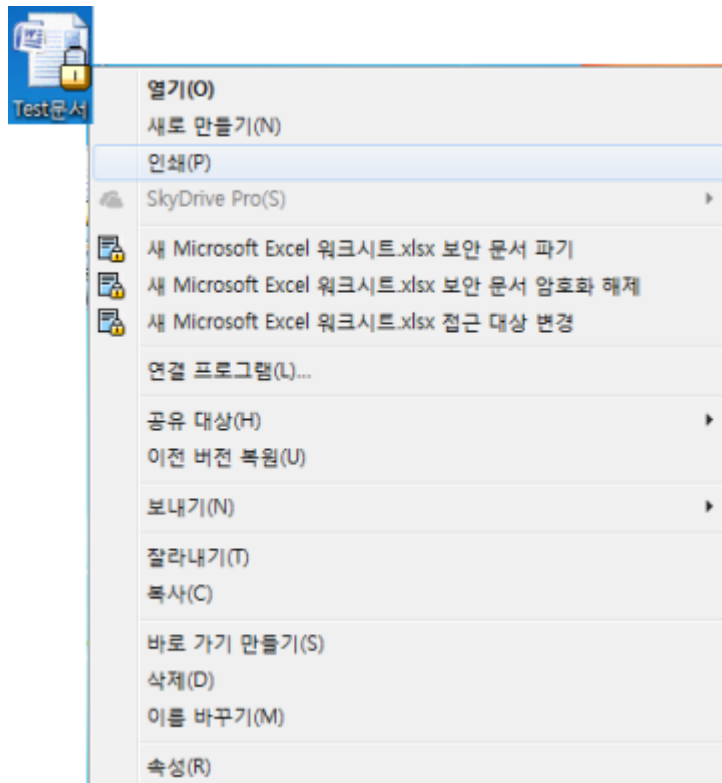 Test문서
열기(O)
새로 만들기(N)
인쇄(P)
SkyDrive Pro(S)
새 Microsoft Excel 워크시트.xlsx 보안 문서 파기
새 Microsoft Excel 워크시트.xlsx 보안 문서 암호화 해제
새 Microsoft Excel 워크시트.xlsx 접근 대상 변경
연결 프로그램(L)...
공유 대상(H)
이전 버전 복원(U)
보내기(N)
잘라내기(T)
복사(C)
바로 가기 만들기(S)
삭제(D)
이름 바꾸기(M)
속성(R)